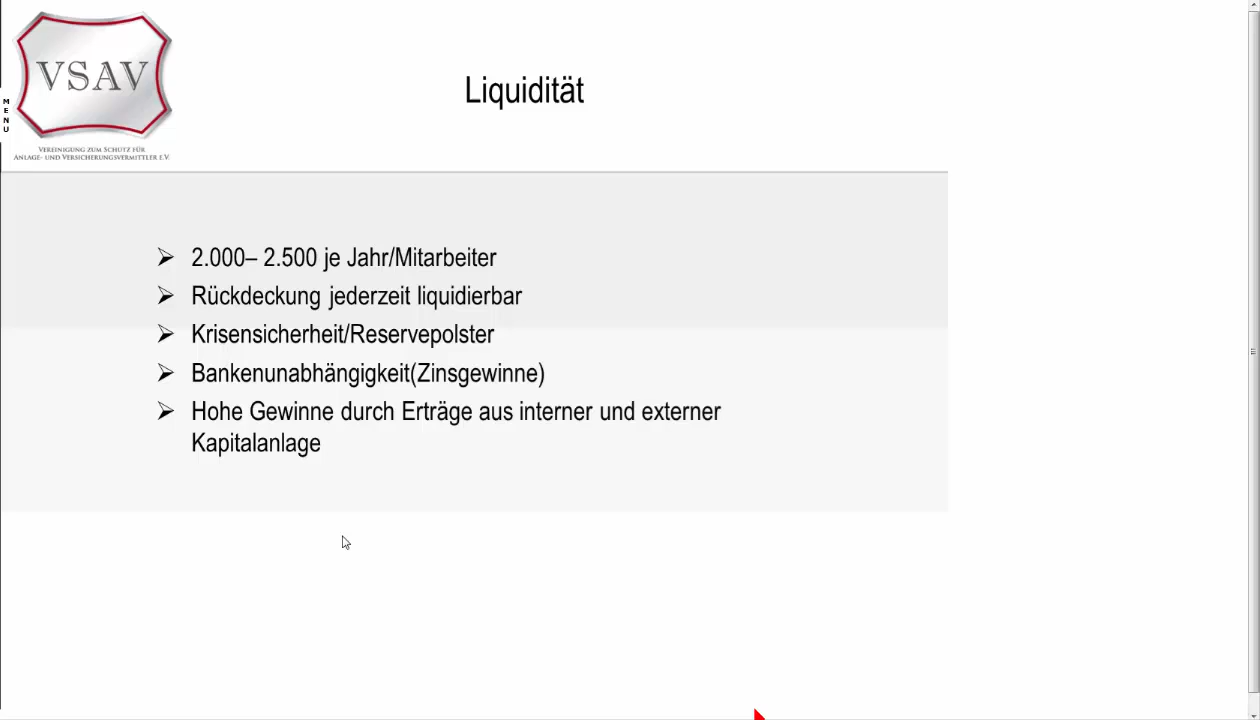 VSAV
VEREINIGUNG ZUM SCHUTZ FÜR
ANLAGE- UND VERSICHERUNGSVERMITTLER E.V.
MENU
Liquidität
2.000– 2.500 je Jahr/Mitarbeiter
Rückdeckung jederzeit liquidierbar
Krisensicherheit/Reservepolster
Bankenunabhängigkeit(Zinsgewinne)
Hohe Gewinne durch Erträge aus interner und externer
Kapitalanlage